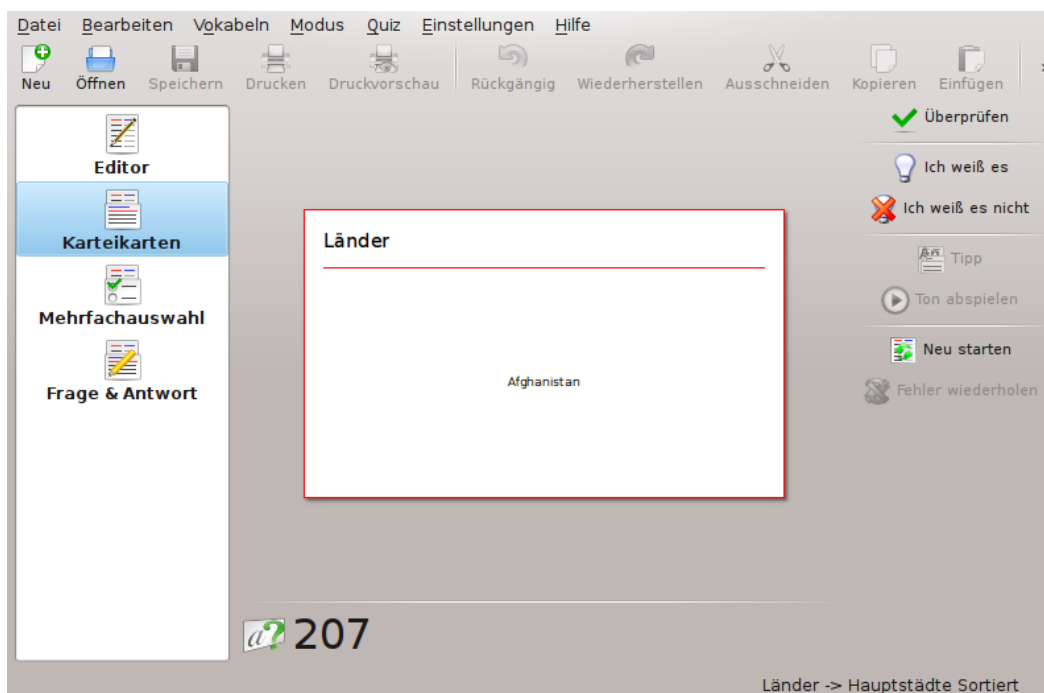 Datei Bearbeiten Vokabeln Modus Quiz Einstellungen Hilfe
Neu Öffnen Speichern Drucken Druckvorschau Rückgängig Wiederherstellen Ausschneiden Kopieren Einfügen
Editor
Karteikarten
Mehrfachauswahl
Frage & Antwort
Länder
Afghanistan
Überprüfen
Ich weiß es
Ich weiß es nicht
Tipp
Ton abspielen
Neu starten
Fehler wiederholen
a? 207
Länder -> Hauptstädte Sortiert